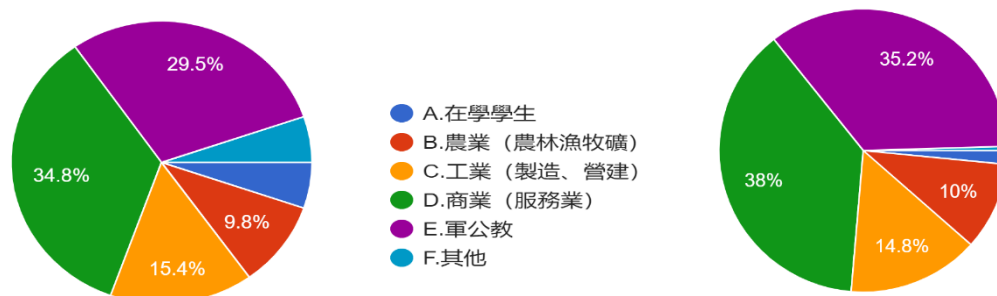 29.5%
34.8%
9.8%
15.4%
A.在學學生
B.農業（農林漁牧礦）
C.工業（製造、營建）
D.商業（服務業）
E.軍公教
F.其他
35.2%
38%
10%
14.8%